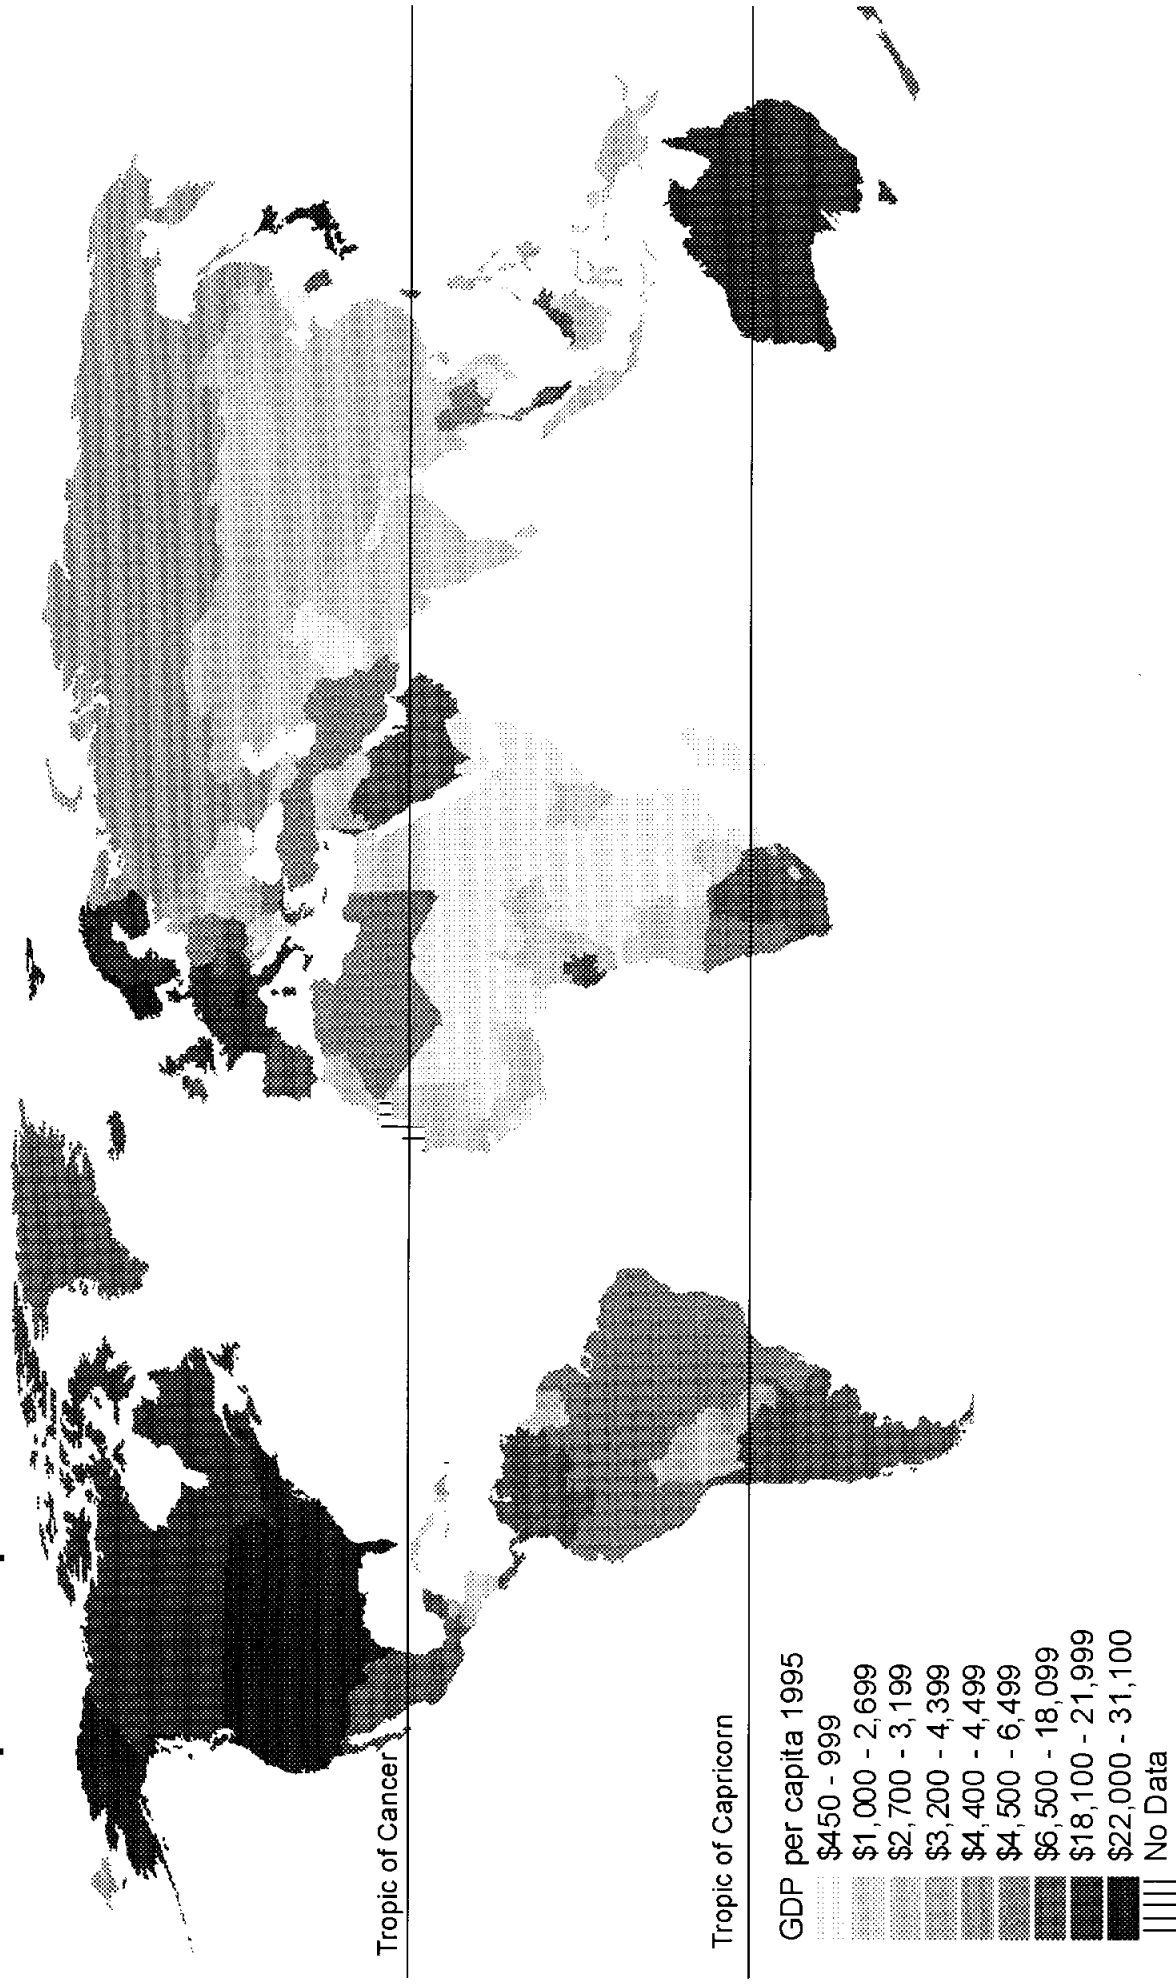 Tropic of Cancer
Tropic of Capricorn
GDP per capita 1995
$450 - 999
$1,000 - 2,699
$2,700 - 3,199
$3,200 - 4,399
$4,400 - 4,499
$4,500 - 6,499
$6,500 - 18,099
$18,100 - 21,999
$22,000 - 31,100
No Data